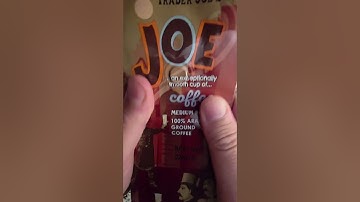 TRADER JOE'S
JOE
an exceptionally
smooth cup of...
coffee
MEDIUM
100% ARA
GROUND
COFFEE